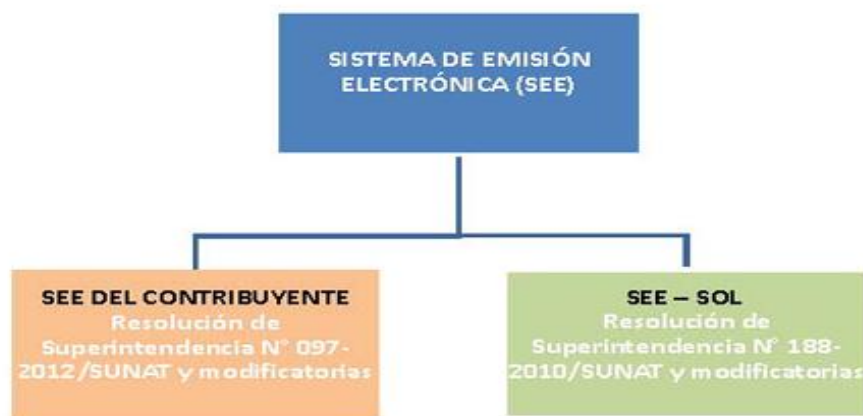 SISTEMA DE EMISIÓN
ELECTRÓNICA (SEE)
SEE DEL CONTRIBUYENTE
Resolución de
Superintendencia N° 097-
2012/SUNAT y modificatorias
SEE – SOL
Resolución de
Superintendencia N° 188-
2010/SUNAT y modificatorias